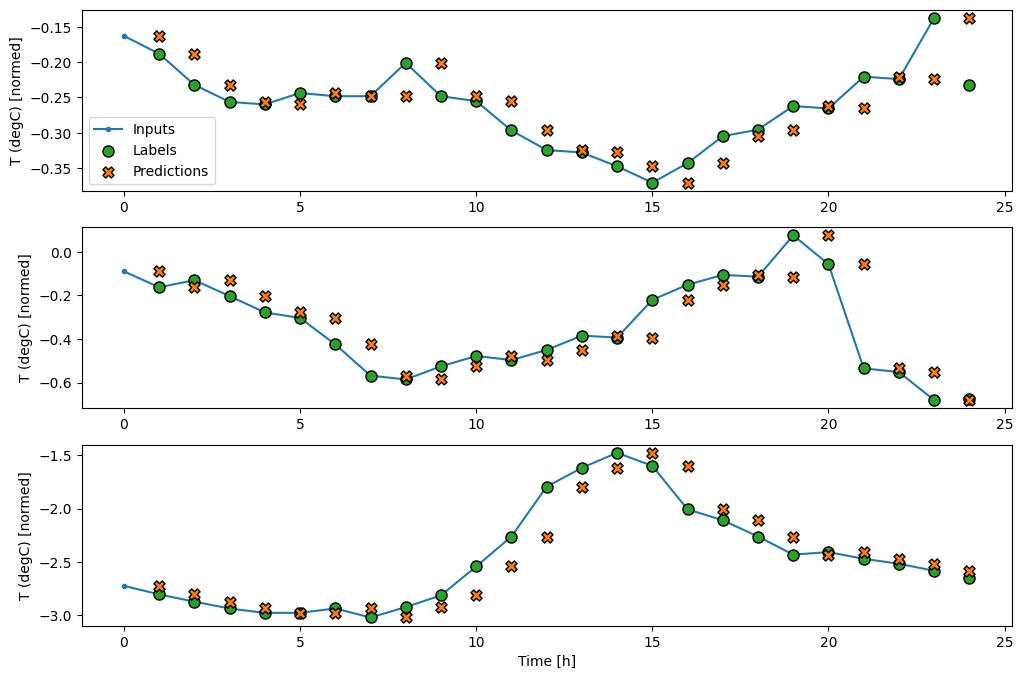 T (degC) [normed]
−0.15
−0.20
−0.25
−0.30
−0.35
Inputs
Labels
Predictions
0 5 10 15 20 25
T (degC) [normed]
0.0
−0.2
−0.4
−0.6
0 5 10 15 20 25
T (degC) [normed]
−1.5
−2.0
−2.5
−3.0
0 5 10 15 20 25
Time [h]